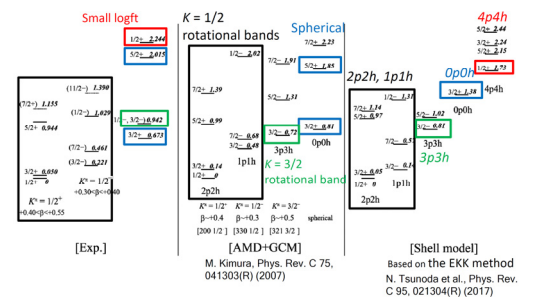 Small logft
1/2+ 2.244
5/2+ 2.015
(11/2−) 1.390
(7/2+) 1.155
(1/2−) 1.029
5/2+ 0.944
1/2−, 3/2−) 0.942
3/2+ 0.673
(7/2−) 0.461
(3/2−) 0.221
3/2+ 0.050
1/2+ 0
Kπ = 1/2−
+0.30<β<+0.40
Kπ = 1/2+
+0.40<β<+0.55
[Exp.]
K = 1/2
rotational bands
Spherical
7/2− 2.23
1/2− 2.02
7/2− 1.91
5/2+ 1.85
7/2+ 1.39
5/2− 1.31
5/2+ 0.99
3/2+ 0.81
3/2− 0.72
7/2− 0.68
3/2− 0.48
0p0h
3p3h
1p1h
3/2+ 0.14
1/2+ 0
2p2h
K = 3/2
rotational band
Kπ = 1/2+ Kπ = 1/2− Kπ = 3/2−
β~+0.4 β~+0.3 β~+0.5 spherical
[200 1/2] [330 1/2] [321 3/2]
[AMD+GCM]
M. Kimura, Phys. Rev. C 75,
041303(R) (2007)
4p4h
5/2+ 2.44
3/2+ 2.24
5/2+ 2.15
1/2+ 1.73
4p4h
0p0h
3/2+ 1.38
0p0h
2p2h, 1p1h
1/2− 1.31
7/2+ 1.14
5/2+ 0.97
5/2− 1.02
3/2− 0.81
3p3h
3p3h
3/2+ 0.05
1/2+ 0
1p1h
2p2h
[Shell model]
Based on the EKK method
N. Tsunoda et al., Phys. Rev.
C 95, 021304(R) (2017)